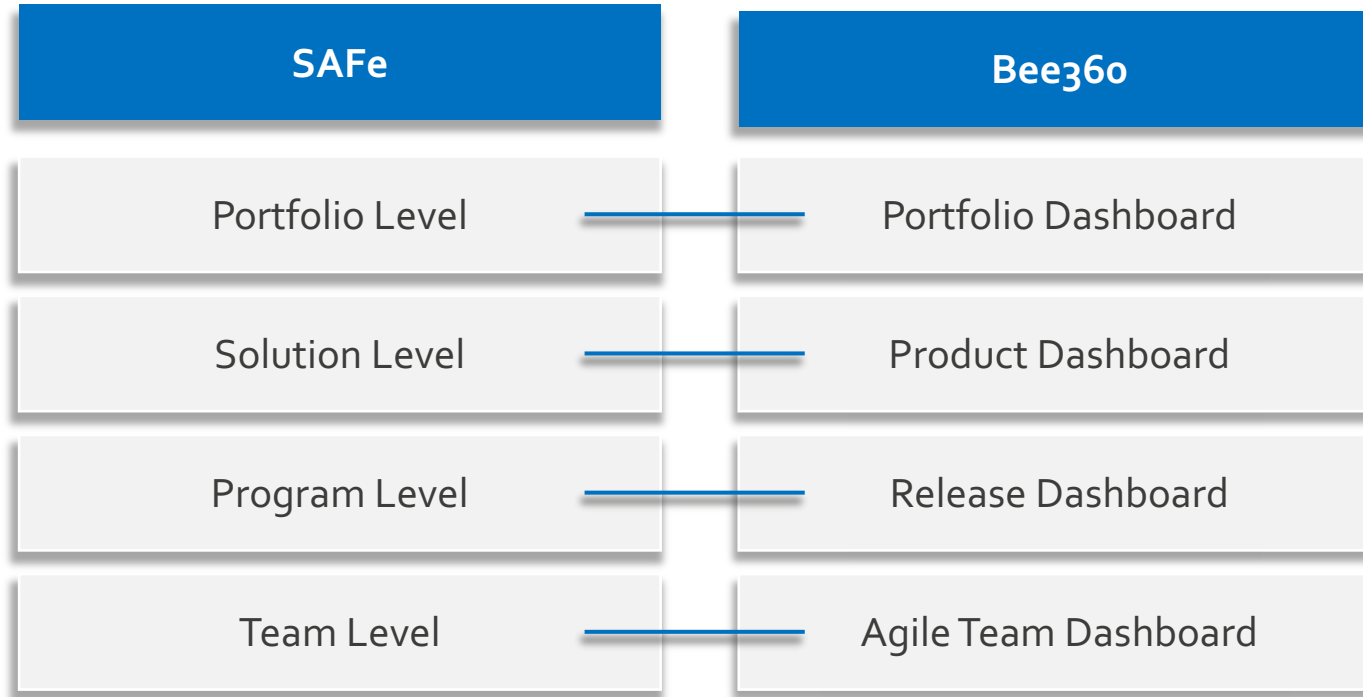 SAFe
Bee360
Portfolio Level
Portfolio Dashboard
Solution Level
Product Dashboard
Program Level
Release Dashboard
Team Level
Agile Team Dashboard